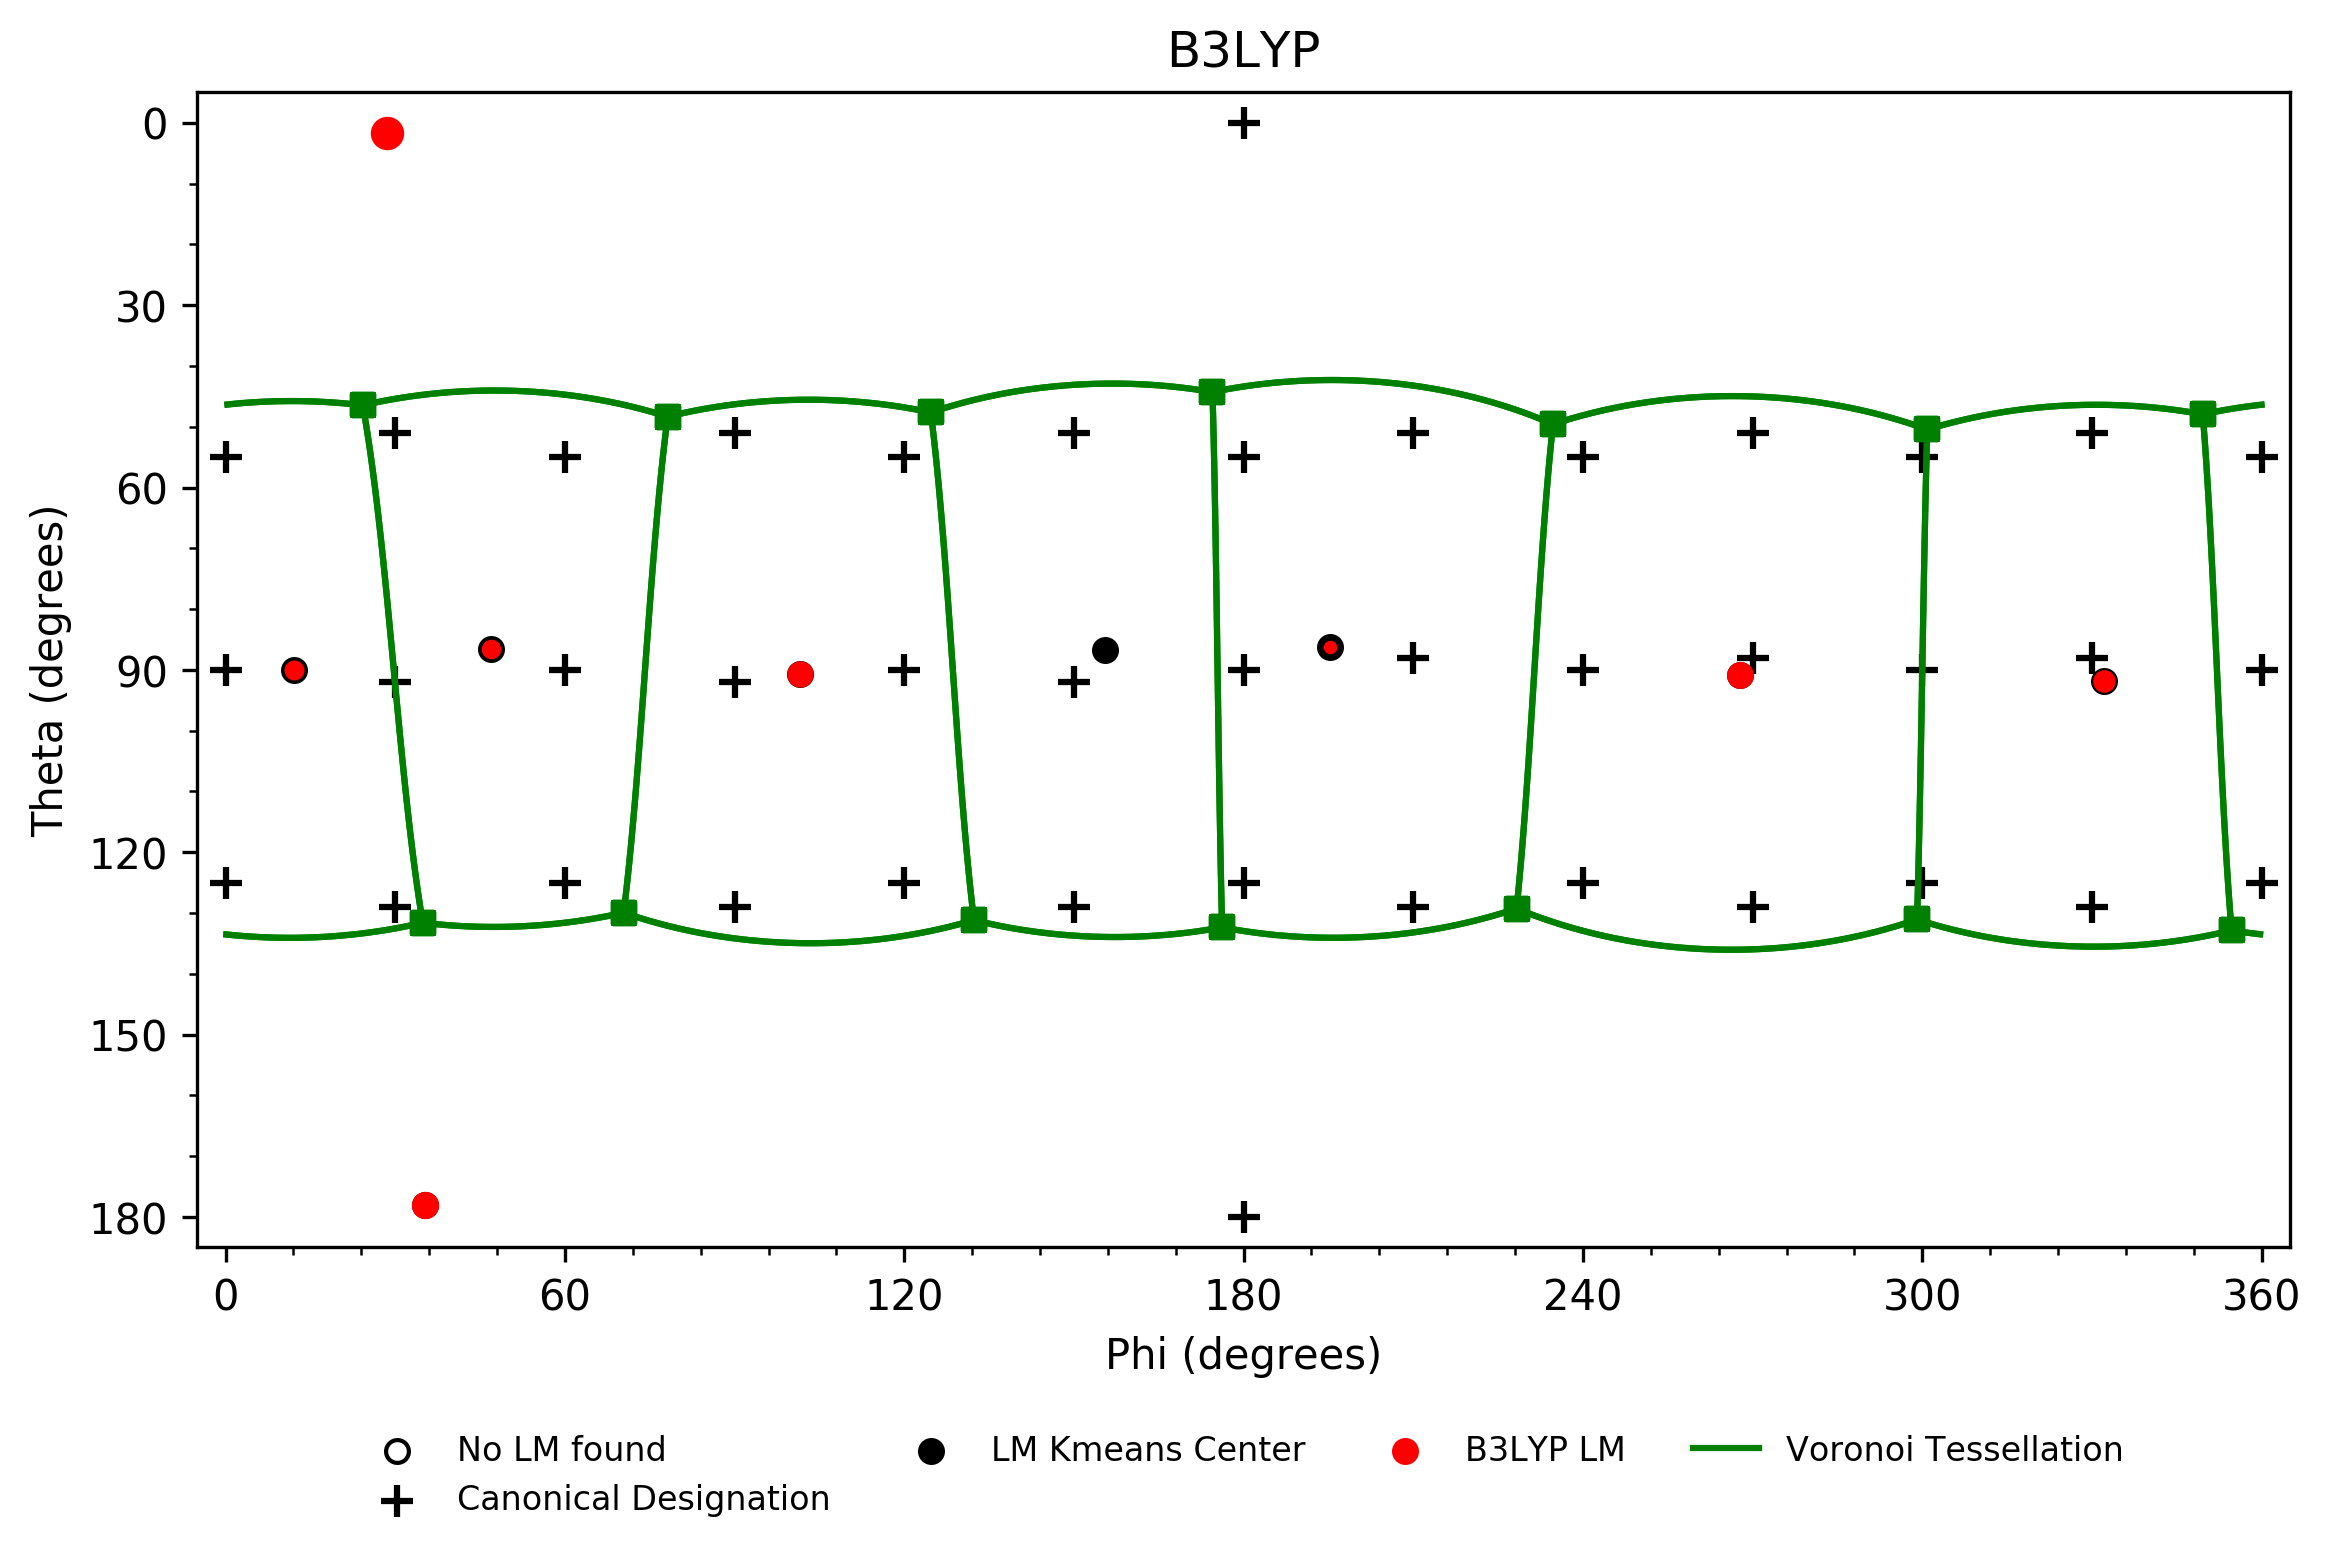 B3LYP
0
30
60
90
120
150
180
Theta (degrees)
0 60 120 180 240 300 360
Phi (degrees)
No LM found LM Kmeans Center B3LYP LM Voronoi Tessellation
Canonical Designation